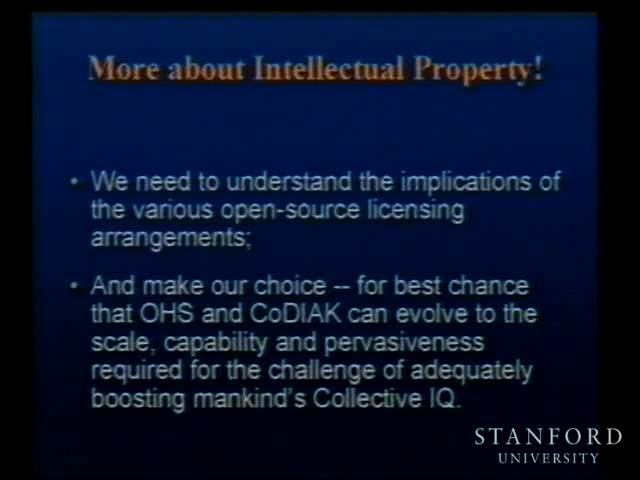 More about Intellectual Property!
• We need to understand the implications of
the various open-source licensing
arrangements;
• And make our choice -- for best chance
that OHS and CoDIAK can evolve to the
scale, capability and pervasiveness
required for the challenge of adequately
boosting mankind's Collective IQ.
STANFORD
UNIVERSITY